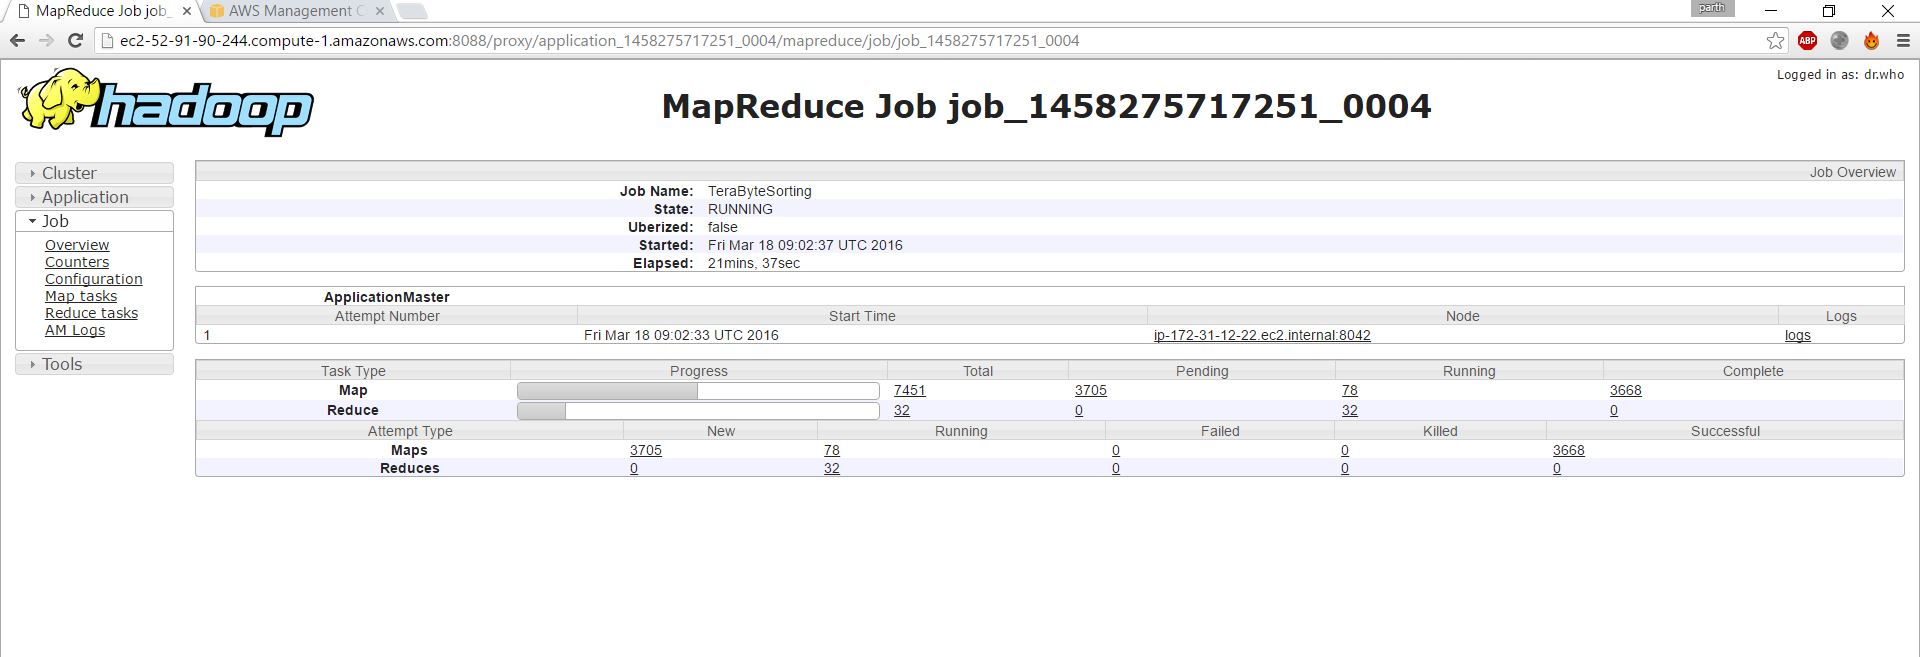 MapReduce Job job_
AWS Management C
parth
ec2-52-91-90-244.compute-1.amazonaws.com:8088/proxy/application_1458275717251_0004/mapreduce/job/job_1458275717251_0004
ABP
hadoop
MapReduce Job job_1458275717251_0004
Logged in as: dr.who
Cluster
Application
Job
Overview
Counters
Configuration
Map tasks
Reduce tasks
AM Logs
Tools
Job Overview
Job Name: TeraByteSorting
State: RUNNING
Uberized: false
Started: Fri Mar 18 09:02:37 UTC 2016
Elapsed: 21mins, 37sec
ApplicationMaster
Attempt Number Start Time Node Logs
1 Fri Mar 18 09:02:33 UTC 2016 ip-172-31-12-22.ec2.internal:8042 logs
Task Type Progress Total Pending Running Complete
Map 7451 3705 78 3668
Reduce 32 0 32 0
Attempt Type New Running Failed Killed Successful
Maps 3705 78 0 0 3668
Reduces 0 32 0 0 0